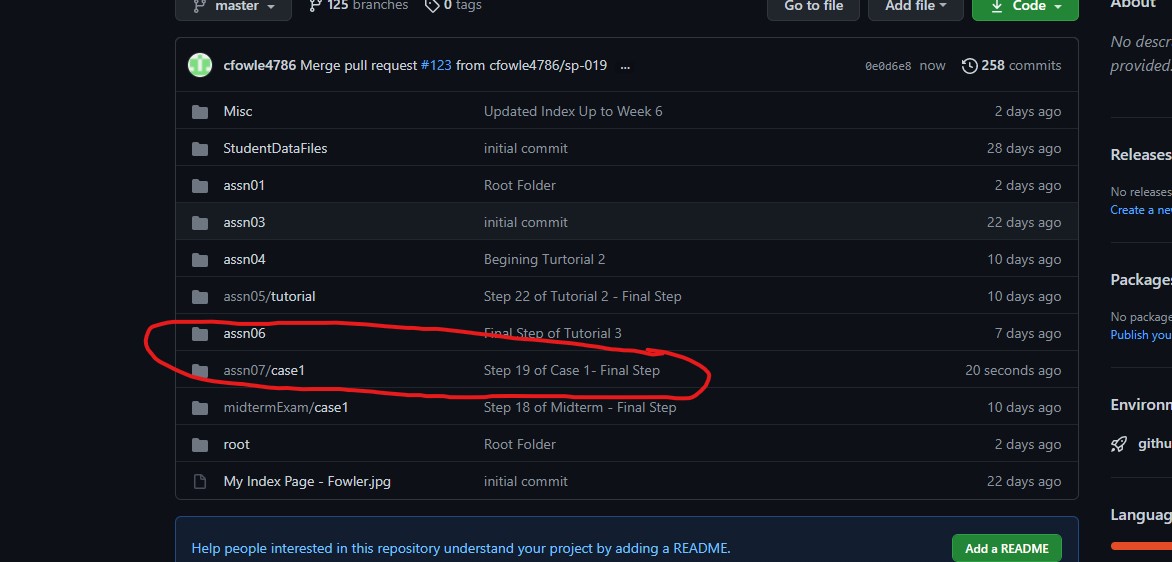 master 125 branches 0 tags Go to file Add file Code About
No descr
cfowle4786 Merge pull request #123 from cfowle4786/sp-019 ... 0e0d6e8 now 258 commits
provided.
Misc Updated Index Up to Week 6 2 days ago
StudentDataFiles initial commit 28 days ago
Releases
assn01 Root Folder 2 days ago
No releases
Create a new
assn03 initial commit 22 days ago
assn04 Begining Turtorial 2 10 days ago
Packages
assn05/tutorial Step 22 of Tutorial 2 - Final Step 10 days ago
No package
assn06 Final Step of Tutorial 3 7 days ago
Publish you
assn07/case1 Step 19 of Case 1- Final Step 20 seconds ago
midtermExam/case1 Step 18 of Midterm - Final Step 10 days ago
Environm
root Root Folder 2 days ago
githu
My Index Page - Fowler.jpg initial commit 22 days ago
Languag
Help people interested in this repository understand your project by adding a README. Add a README